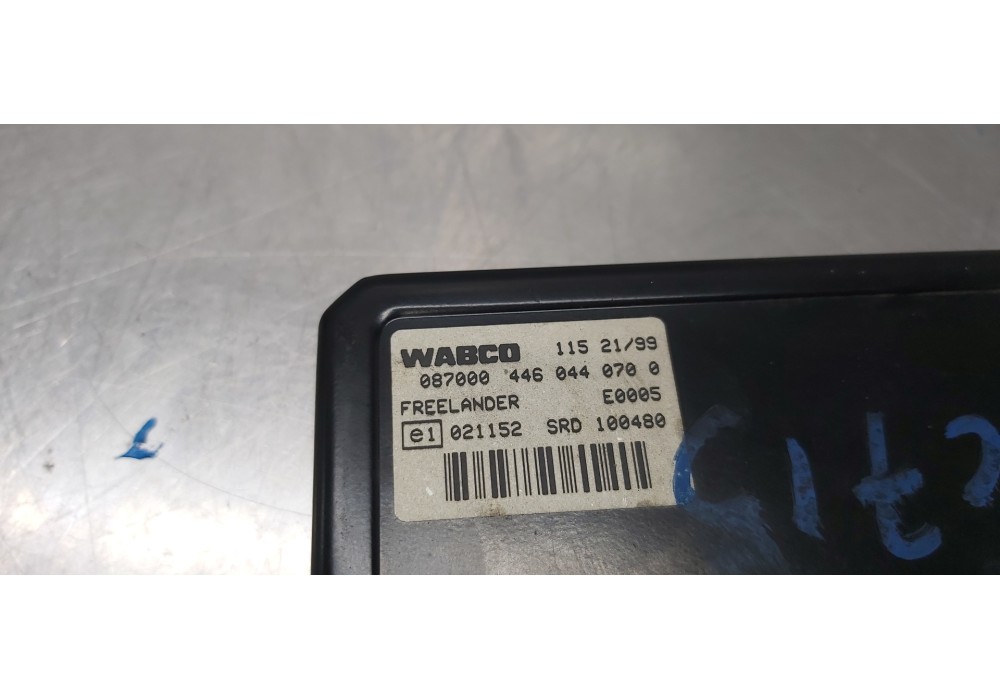 WABCO 115 21/99
087000 446 044 070 0
FREELANDER E0005
e1 021152 SRD 100480